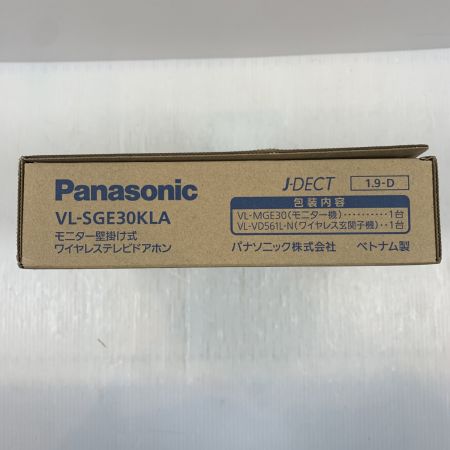 Panasonic
VL-SGE30KLA
モニター壁掛け式
ワイヤレステレビドアホン
J-DECT 1.9-D
包装内容
VL-MGE30(モニター機)‥‥‥‥1台
VL-VD561L-N(ワイヤレス玄関子機)‥1台
パナソニック株式会社 ベトナム製